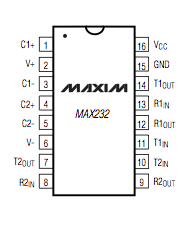 C1+ 1 16 VCC
V+ 2 15 GND
C1- 3 14 T1OUT
MAXIM
C2+ 4 13 R1IN
MAX232
C2- 5 12 R1OUT
V- 6 11 T1IN
T2OUT 7 10 T2IN
R2IN 8 9 R2OUT